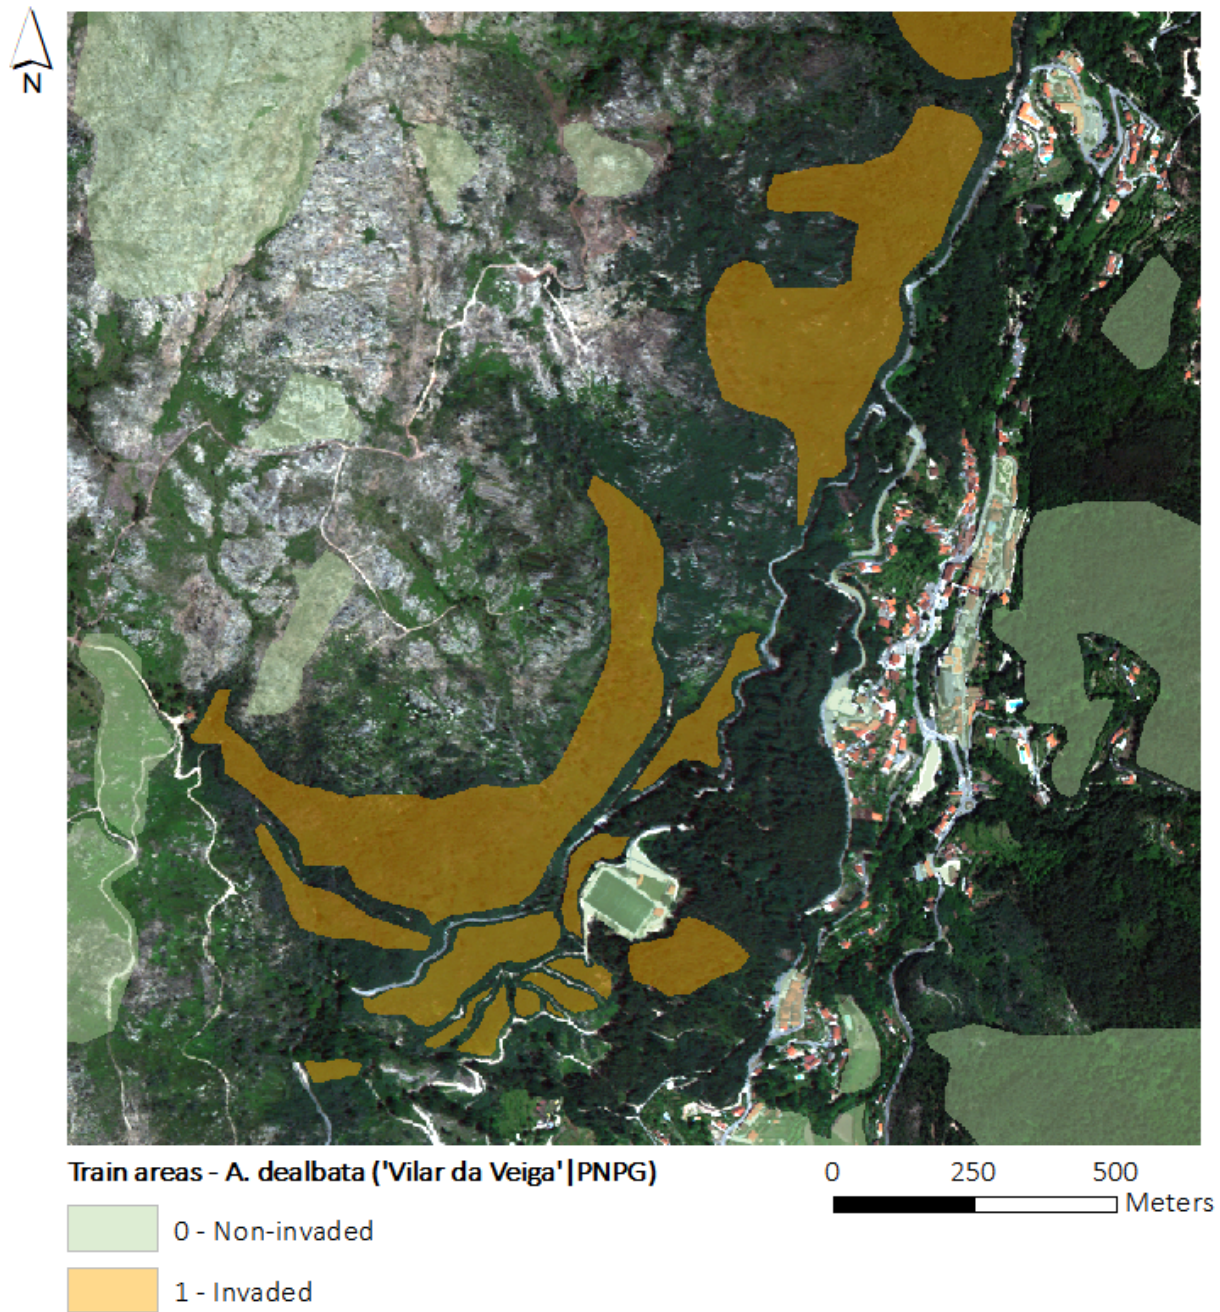 N
Train areas - A. dealbata ('Vilar da Veiga'|PNPG)
0 250 500
Meters
0 - Non-invaded
1 - Invaded